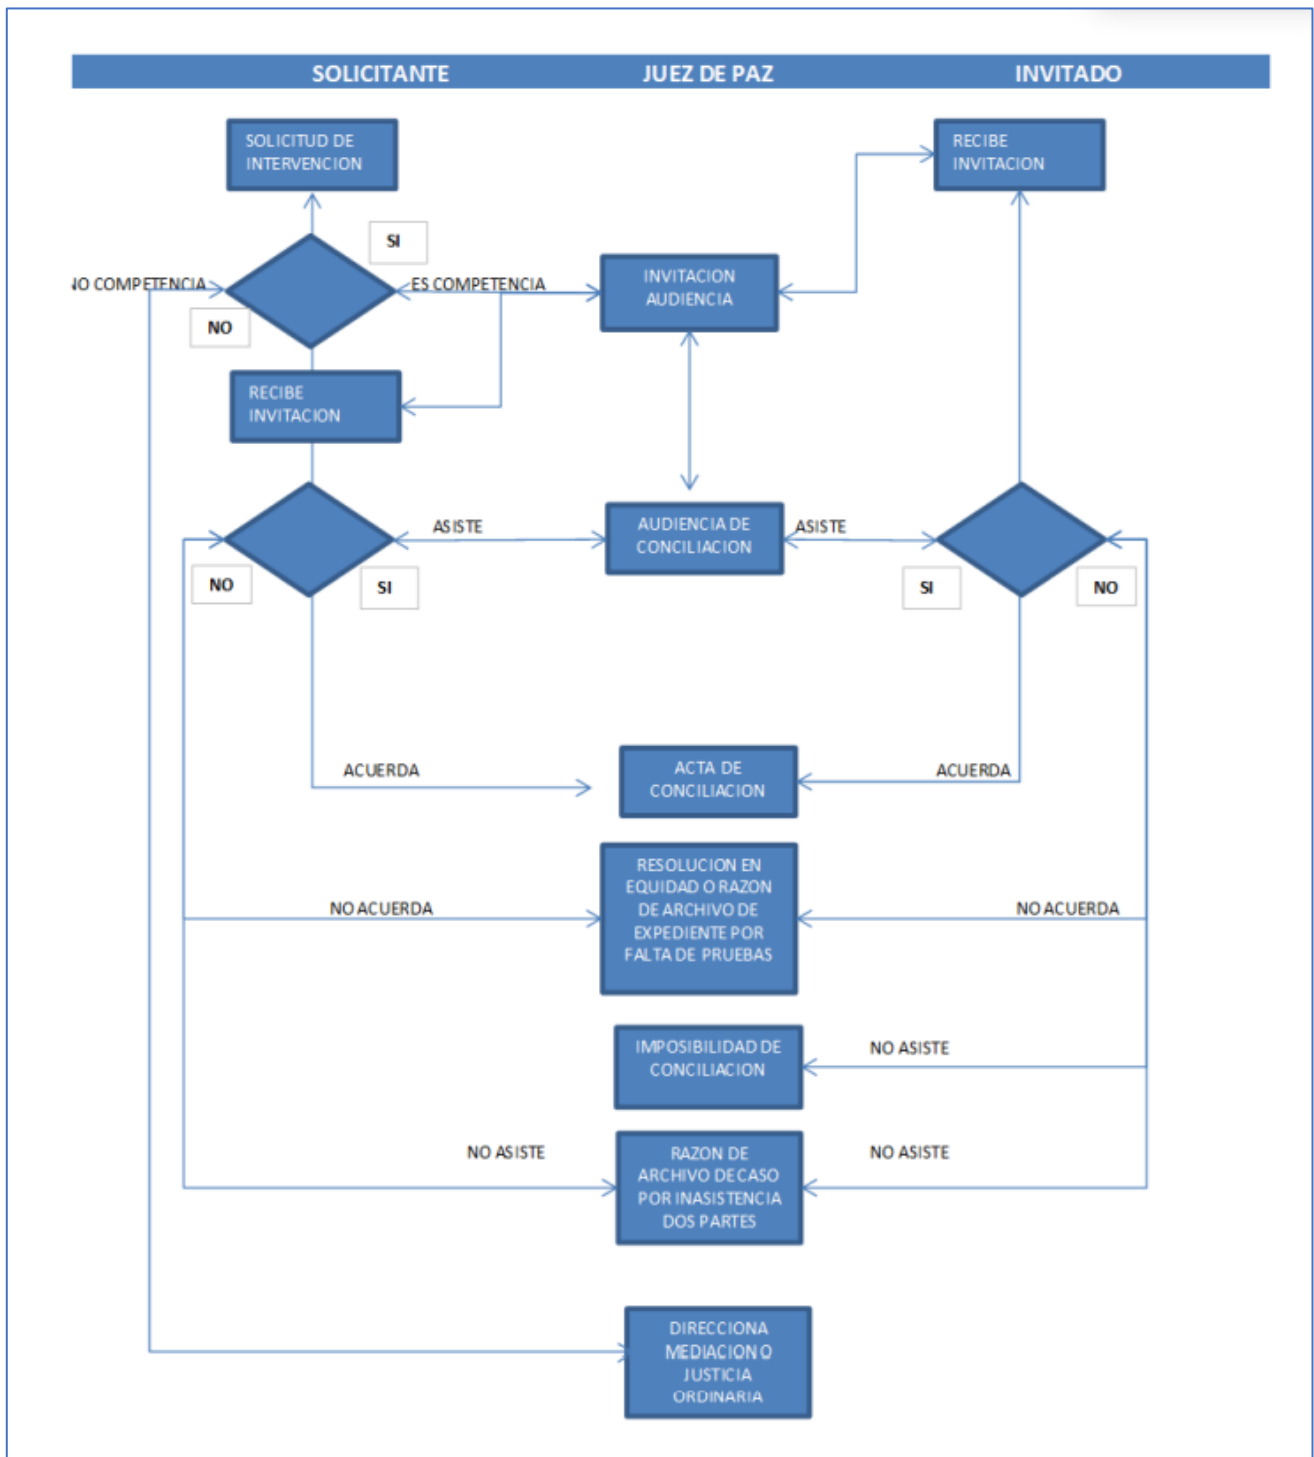 SOLICITANTE JUEZ DE PAZ INVITADO
SOLICITUD DE
INTERVENCION
RECIBE
INVITACION
SI
NO COMPETENCIA
ES COMPETENCIA
INVITACION
AUDIENCIA
NO
RECIBE
INVITACION
ASISTE
AUDIENCIA DE
CONCILIACION
ASISTE
NO
SI
SI
NO
ACUERDA
ACTA DE
CONCILIACION
ACUERDA
NO ACUERDA
RESOLUCION EN
EQUIDAD O RAZON
DE ARCHIVO DE
EXPEDIENTE POR
FALTA DE PRUEBAS
NO ACUERDA
IMPOSIBILIDAD DE
CONCILIACION
NO ASISTE
NO ASISTE
RAZON DE
ARCHIVO DE CASO
POR INASISTENCIA
DOS PARTES
NO ASISTE
DIRECCIONA
MEDIACION O
JUSTICIA
ORDINARIA